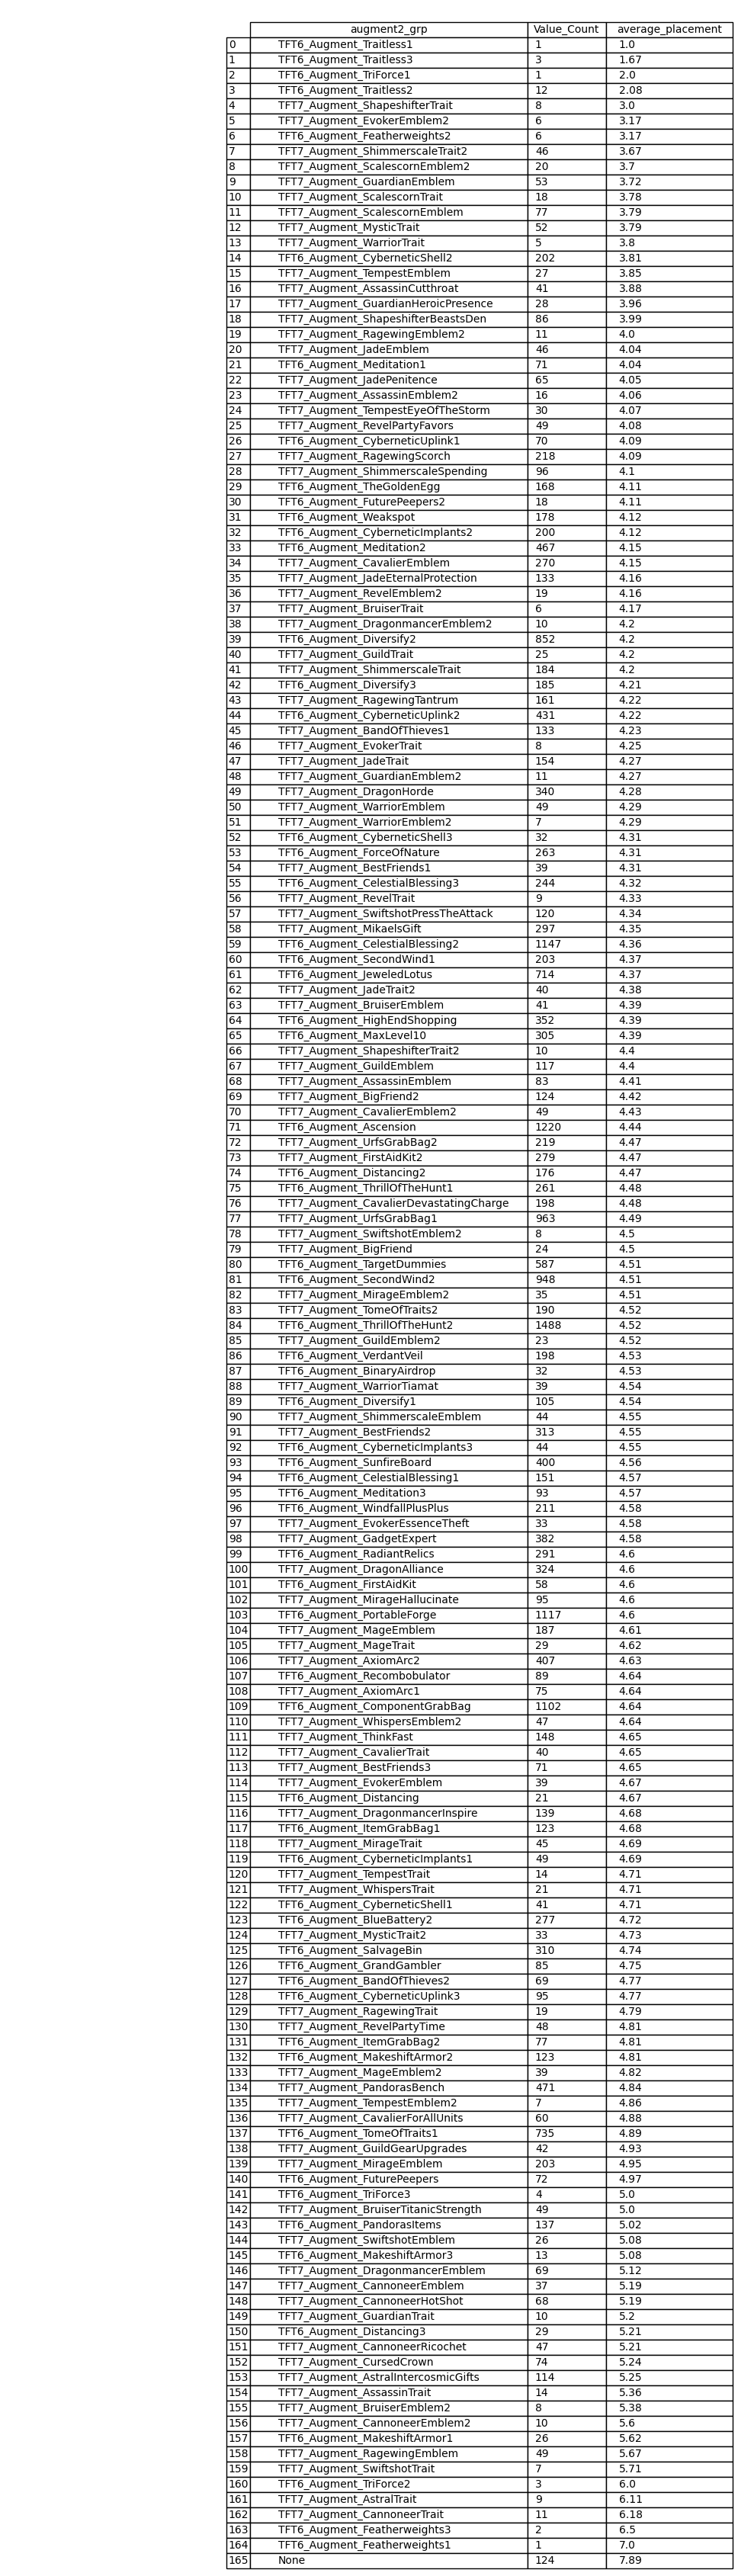 augment2_grp Value_Count average_placement
0 TFT6_Augment_Traitless1 1 1.0
1 TFT6_Augment_Traitless3 3 1.67
2 TFT6_Augment_TriForce1 1 2.0
3 TFT6_Augment_Traitless2 12 2.08
4 TFT7_Augment_ShapeshifterTrait 8 3.0
5 TFT7_Augment_EvokerEmblem2 6 3.17
6 TFT6_Augment_Featherweights2 6 3.17
7 TFT7_Augment_ShimmerscaleTrait2 46 3.67
8 TFT7_Augment_ScalescornEmblem2 20 3.7
9 TFT7_Augment_GuardianEmblem 53 3.72
10 TFT7_Augment_ScalescornTrait 18 3.78
11 TFT7_Augment_ScalescornEmblem 77 3.79
12 TFT7_Augment_MysticTrait 52 3.79
13 TFT7_Augment_WarriorTrait 5 3.8
14 TFT6_Augment_CyberneticShell2 202 3.81
15 TFT7_Augment_TempestEmblem 27 3.85
16 TFT7_Augment_AssassinCutthroat 41 3.88
17 TFT7_Augment_GuardianHeroicPresence 28 3.96
18 TFT7_Augment_ShapeshifterBeastsDen 86 3.99
19 TFT7_Augment_RagewingEmblem2 11 4.0
20 TFT7_Augment_JadeEmblem 46 4.04
21 TFT6_Augment_Meditation1 71 4.04
22 TFT7_Augment_JadePenitence 65 4.05
23 TFT7_Augment_AssassinEmblem2 16 4.06
24 TFT7_Augment_TempestEyeOfTheStorm 30 4.07
25 TFT7_Augment_RevelPartyFavors 49 4.08
26 TFT6_Augment_CyberneticUplink1 70 4.09
27 TFT7_Augment_RagewingScorch 218 4.09
28 TFT7_Augment_ShimmerscaleSpending 96 4.1
29 TFT6_Augment_TheGoldenEgg 168 4.11
30 TFT6_Augment_FuturePeepers2 18 4.11
31 TFT6_Augment_Weakspot 178 4.12
32 TFT6_Augment_CyberneticImplants2 200 4.12
33 TFT6_Augment_Meditation2 467 4.15
34 TFT7_Augment_CavalierEmblem 270 4.15
35 TFT7_Augment_JadeEternalProtection 133 4.16
36 TFT7_Augment_RevelEmblem2 19 4.16
37 TFT7_Augment_BruiserTrait 6 4.17
38 TFT7_Augment_DragonmancerEmblem2 10 4.2
39 TFT6_Augment_Diversify2 852 4.2
40 TFT7_Augment_GuildTrait 25 4.2
41 TFT7_Augment_ShimmerscaleTrait 184 4.2
42 TFT6_Augment_Diversify3 185 4.21
43 TFT7_Augment_RagewingTantrum 161 4.22
44 TFT6_Augment_CyberneticUplink2 431 4.22
45 TFT7_Augment_BandOfThieves1 133 4.23
46 TFT7_Augment_EvokerTrait 8 4.25
47 TFT7_Augment_JadeTrait 154 4.27
48 TFT7_Augment_GuardianEmblem2 11 4.27
49 TFT7_Augment_DragonHorde 340 4.28
50 TFT7_Augment_WarriorEmblem 49 4.29
51 TFT7_Augment_WarriorEmblem2 7 4.29
52 TFT6_Augment_CyberneticShell3 32 4.31
53 TFT6_Augment_ForceOfNature 263 4.31
54 TFT7_Augment_BestFriends1 39 4.31
55 TFT6_Augment_CelestialBlessing3 244 4.32
56 TFT7_Augment_RevelTrait 9 4.33
57 TFT7_Augment_SwiftshotPressTheAttack 120 4.34
58 TFT7_Augment_MikaelsGift 297 4.35
59 TFT6_Augment_CelestialBlessing2 1147 4.36
60 TFT6_Augment_SecondWind1 203 4.37
61 TFT6_Augment_JeweledLotus 714 4.37
62 TFT7_Augment_JadeTrait2 40 4.38
63 TFT7_Augment_BruiserEmblem 41 4.39
64 TFT6_Augment_HighEndShopping 352 4.39
65 TFT6_Augment_MaxLevel10 305 4.39
66 TFT7_Augment_ShapeshifterTrait2 10 4.4
67 TFT7_Augment_GuildEmblem 117 4.4
68 TFT7_Augment_AssassinEmblem 83 4.41
69 TFT7_Augment_BigFriend2 124 4.42
70 TFT7_Augment_CavalierEmblem2 49 4.43
71 TFT6_Augment_Ascension 1220 4.44
72 TFT7_Augment_UrfsGrabBag2 219 4.47
73 TFT7_Augment_FirstAidKit2 279 4.47
74 TFT6_Augment_Distancing2 176 4.47
75 TFT6_Augment_ThrillOfTheHunt1 261 4.48
76 TFT7_Augment_CavalierDevastatingCharge 198 4.48
77 TFT7_Augment_UrfsGrabBag1 963 4.49
78 TFT7_Augment_SwiftshotEmblem2 8 4.5
79 TFT7_Augment_BigFriend 24 4.5
80 TFT6_Augment_TargetDummies 587 4.51
81 TFT6_Augment_SecondWind2 948 4.51
82 TFT7_Augment_MirageEmblem2 35 4.51
83 TFT7_Augment_TomeOfTraits2 190 4.52
84 TFT6_Augment_ThrillOfTheHunt2 1488 4.52
85 TFT7_Augment_GuildEmblem2 23 4.52
86 TFT6_Augment_VerdantVeil 198 4.53
87 TFT6_Augment_BinaryAirdrop 32 4.53
88 TFT7_Augment_WarriorTiamat 39 4.54
89 TFT6_Augment_Diversify1 105 4.54
90 TFT7_Augment_ShimmerscaleEmblem 44 4.55
91 TFT7_Augment_BestFriends2 313 4.55
92 TFT6_Augment_CyberneticImplants3 44 4.55
93 TFT6_Augment_SunfireBoard 400 4.56
94 TFT6_Augment_CelestialBlessing1 151 4.57
95 TFT6_Augment_Meditation3 93 4.57
96 TFT6_Augment_WindfallPlusPlus 211 4.58
97 TFT7_Augment_EvokerEssenceTheft 33 4.58
98 TFT7_Augment_GadgetExpert 382 4.58
99 TFT6_Augment_RadiantRelics 291 4.6
100 TFT7_Augment_DragonAlliance 324 4.6
101 TFT6_Augment_FirstAidKit 58 4.6
102 TFT7_Augment_MirageHallucinate 95 4.6
103 TFT6_Augment_PortableForge 1117 4.6
104 TFT7_Augment_MageEmblem 187 4.61
105 TFT7_Augment_MageTrait 29 4.62
106 TFT7_Augment_AxiomArc2 407 4.63
107 TFT6_Augment_Recombobulator 89 4.64
108 TFT7_Augment_AxiomArc1 75 4.64
109 TFT6_Augment_ComponentGrabBag 1102 4.64
110 TFT7_Augment_WhispersEmblem2 47 4.64
111 TFT7_Augment_ThinkFast 148 4.65
112 TFT7_Augment_CavalierTrait 40 4.65
113 TFT7_Augment_BestFriends3 71 4.65
114 TFT7_Augment_EvokerEmblem 39 4.67
115 TFT6_Augment_Distancing 21 4.67
116 TFT7_Augment_DragonmancerInspire 139 4.68
117 TFT6_Augment_ItemGrabBag1 123 4.68
118 TFT7_Augment_MirageTrait 45 4.69
119 TFT6_Augment_CyberneticImplants1 49 4.69
120 TFT7_Augment_TempestTrait 14 4.71
121 TFT7_Augment_WhispersTrait 21 4.71
122 TFT6_Augment_CyberneticShell1 41 4.71
123 TFT6_Augment_BlueBattery2 277 4.72
124 TFT7_Augment_MysticTrait2 33 4.73
125 TFT6_Augment_SalvageBin 310 4.74
126 TFT6_Augment_GrandGambler 85 4.75
127 TFT6_Augment_BandOfThieves2 69 4.77
128 TFT6_Augment_CyberneticUplink3 95 4.77
129 TFT7_Augment_RagewingTrait 19 4.79
130 TFT7_Augment_RevelPartyTime 48 4.81
131 TFT6_Augment_ItemGrabBag2 77 4.81
132 TFT6_Augment_MakeshiftArmor2 123 4.81
133 TFT7_Augment_MageEmblem2 39 4.82
134 TFT7_Augment_PandorasBench 471 4.84
135 TFT7_Augment_TempestEmblem2 7 4.86
136 TFT7_Augment_CavalierForAllUnits 60 4.88
137 TFT6_Augment_TomeOfTraits1 735 4.89
138 TFT7_Augment_GuildGearUpgrades 42 4.93
139 TFT7_Augment_MirageEmblem 203 4.95
140 TFT6_Augment_FuturePeepers 72 4.97
141 TFT6_Augment_TriForce3 4 5.0
142 TFT7_Augment_BruiserTitanicStrength 49 5.0
143 TFT6_Augment_PandorasItems 137 5.02
144 TFT7_Augment_SwiftshotEmblem 26 5.08
145 TFT6_Augment_MakeshiftArmor3 13 5.08
146 TFT7_Augment_DragonmancerEmblem 69 5.12
147 TFT7_Augment_CannoneerEmblem 37 5.19
148 TFT7_Augment_CannoneerHotShot 68 5.19
149 TFT7_Augment_GuardianTrait 10 5.2
150 TFT6_Augment_Distancing3 29 5.21
151 TFT7_Augment_CannoneerRicochet 47 5.21
152 TFT7_Augment_CursedCrown 74 5.24
153 TFT7_Augment_AstralIntercosmicGifts 114 5.25
154 TFT7_Augment_AssassinTrait 14 5.36
155 TFT7_Augment_BruiserEmblem2 8 5.38
156 TFT7_Augment_CannoneerEmblem2 10 5.6
157 TFT6_Augment_MakeshiftArmor1 26 5.62
158 TFT7_Augment_RagewingEmblem 49 5.67
159 TFT7_Augment_SwiftshotTrait 7 5.71
160 TFT6_Augment_TriForce2 3 6.0
161 TFT7_Augment_AstralTrait 9 6.11
162 TFT7_Augment_CannoneerTrait 11 6.18
163 TFT6_Augment_Featherweights3 2 6.5
164 TFT6_Augment_Featherweights1 1 7.0
165 None 124 7.89